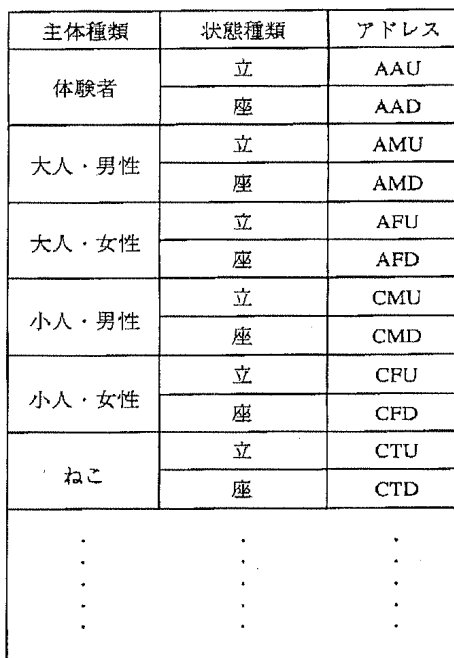 主体種類 状態種類 アドレス
体験者 立 AAU
座 AAD
大人・男性 立 AMU
座 AMD
大人・女性 立 AFU
座 AFD
小人・男性 立 CMU
座 CMD
小人・女性 立 CFU
座 CFD
ねこ 立 CTU
座 CTD